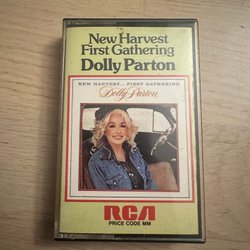 New Harvest
First Gathering
Dolly Parton
NEW HARVEST...FIRST GATHERING
Dolly Parton
RCA
PRICE CODE MM